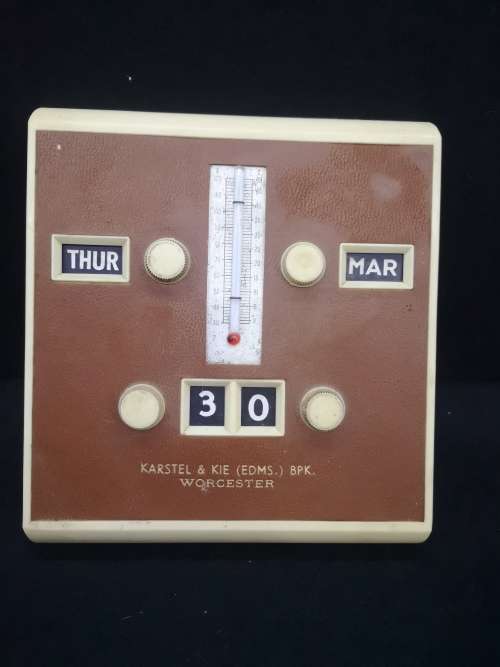 THUR
MAR
3 0
KARSTEL & KIE (EDMS.) BPK.
WORCESTER